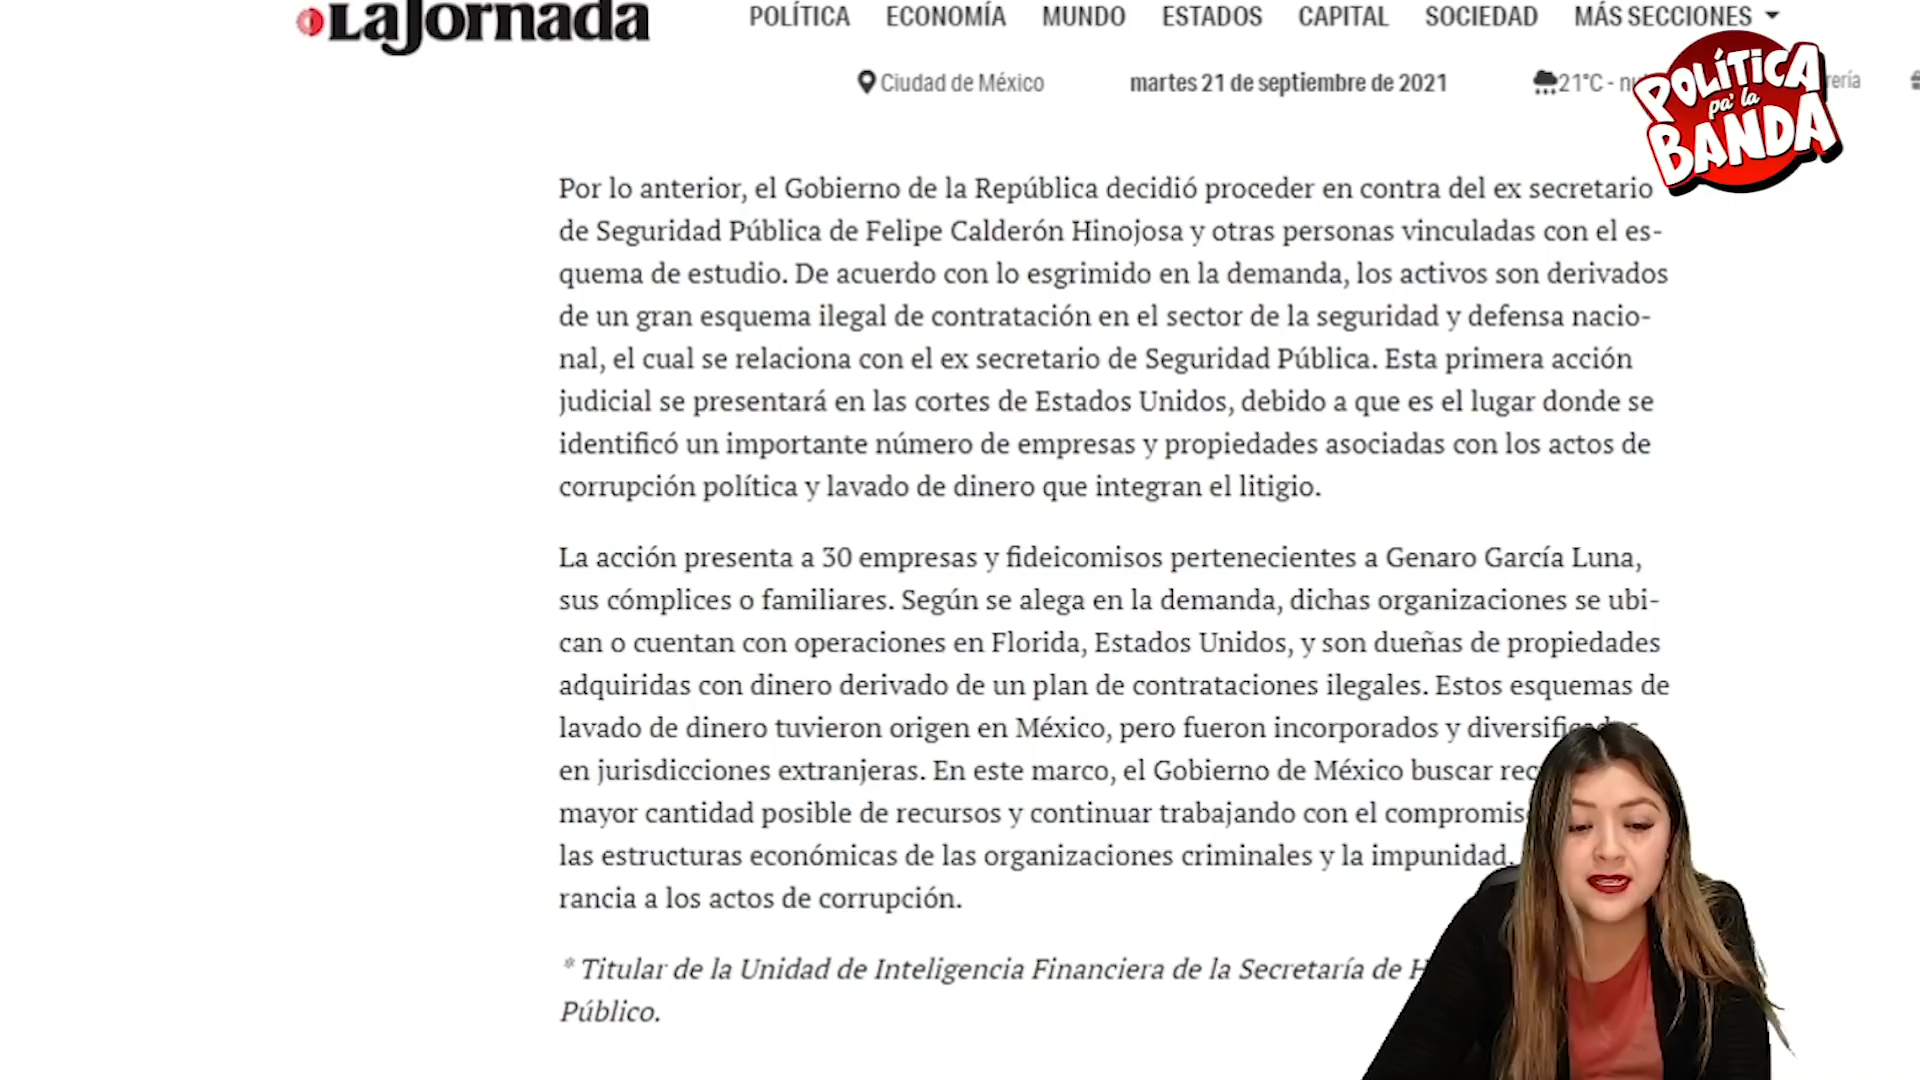 LaJornada
POLÍTICA ECONOMÍA MUNDO ESTADOS CAPITAL SOCIEDAD MÁS SECCIONES
Ciudad de México martes 21 de septiembre de 2021 21°C
POLÍTICA
pa' la
BANDA
Por lo anterior, el Gobierno de la República decidió proceder en contra del ex secretario
de Seguridad Pública de Felipe Calderón Hinojosa y otras personas vinculadas con el es-
quema de estudio. De acuerdo con lo esgrimido en la demanda, los activos son derivados
de un gran esquema ilegal de contratación en el sector de la seguridad y defensa nacio-
nal, el cual se relaciona con el ex secretario de Seguridad Pública. Esta primera acción
judicial se presentará en las cortes de Estados Unidos, debido a que es el lugar donde se
identificó un importante número de empresas y propiedades asociadas con los actos de
corrupción política y lavado de dinero que integran el litigio.
La acción presenta a 30 empresas y fideicomisos pertenecientes a Genaro García Luna,
sus cómplices o familiares. Según se alega en la demanda, dichas organizaciones se ubi-
can o cuentan con operaciones en Florida, Estados Unidos, y son dueñas de propiedades
adquiridas con dinero derivado de un plan de contrataciones ilegales. Estos esquemas de
lavado de dinero tuvieron origen en México, pero fueron incorporados y diversificados
en jurisdicciones extranjeras. En este marco, el Gobierno de México buscar
mayor cantidad posible de recursos y continuar trabajando con el
las estructuras económicas de las organizaciones criminales y la impunidad.
rancia a los actos de corrupción.
* Titular de la Unidad de Inteligencia Financiera de la Secretaría de
Público.